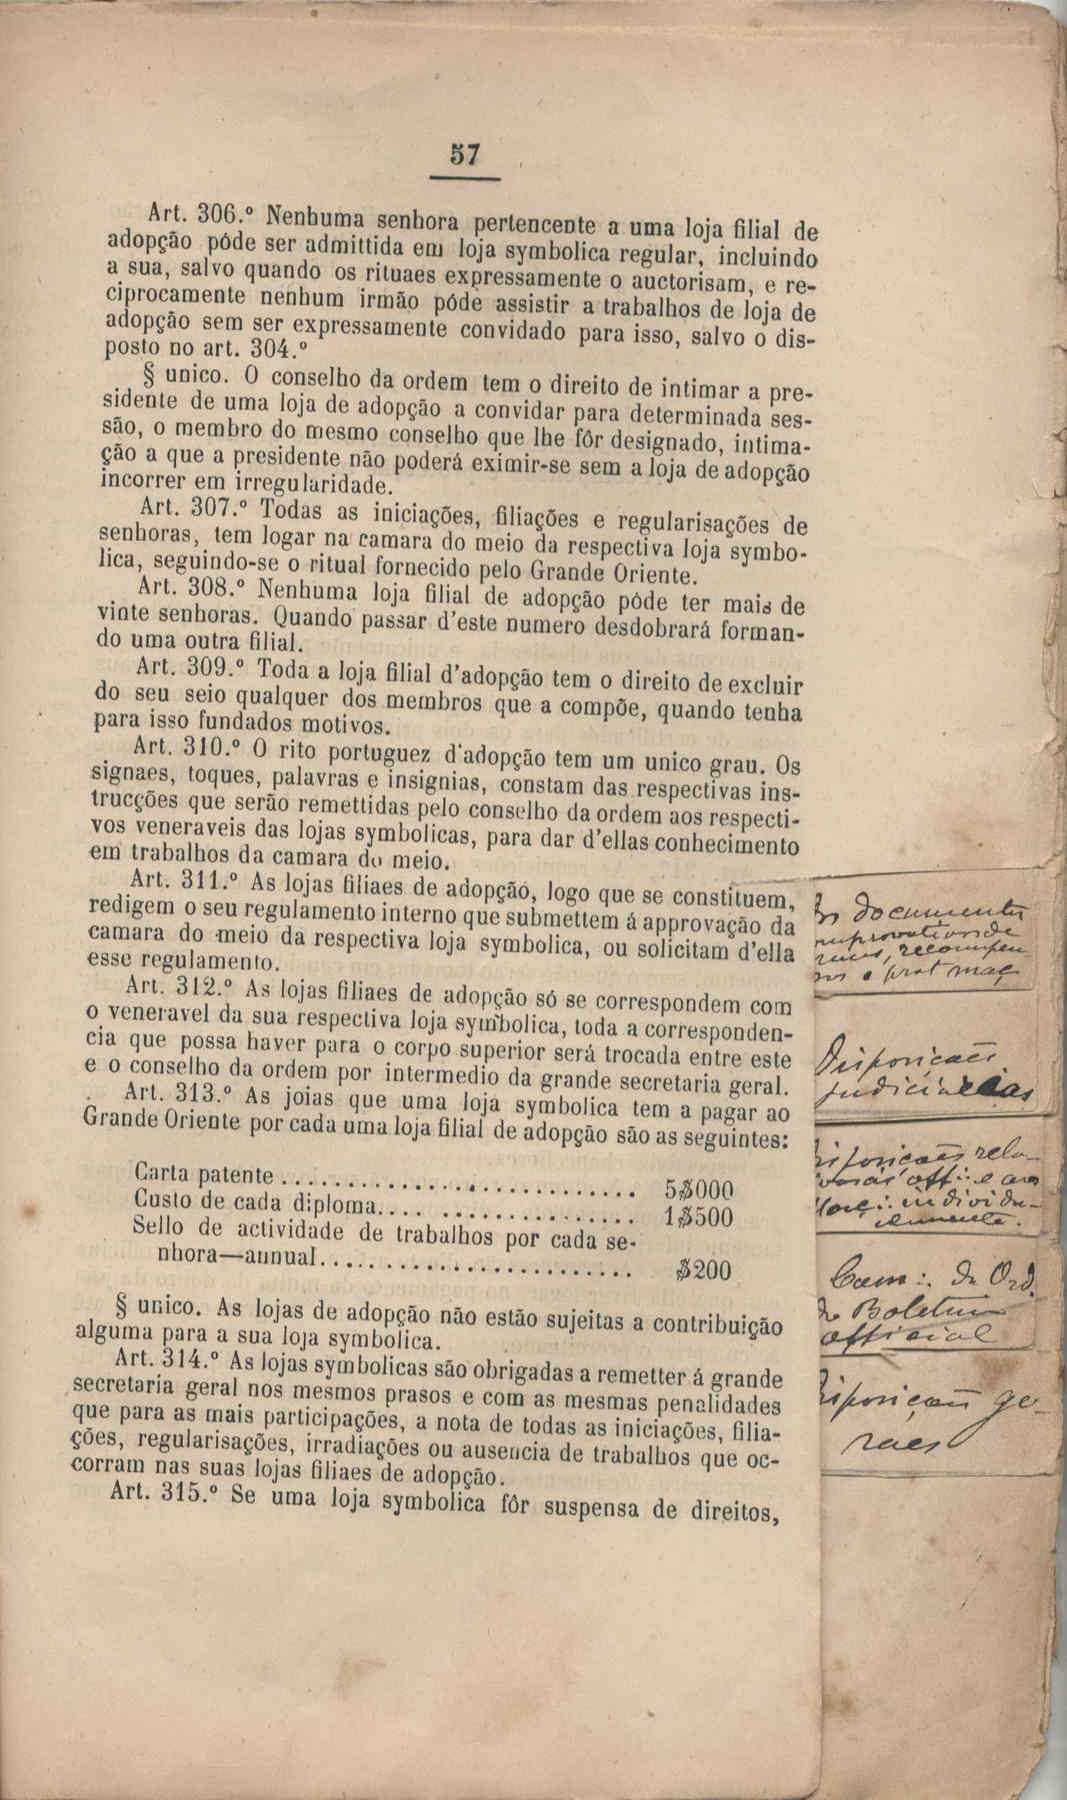 57
Art. 306.º Nenhuma senhora pertencente a uma loja filial de
adopção póde ser admittida em loja symbolica regular, incluindo
a sua, salvo quando os rituaes expressamente o auctorisam, e re-
ciprocamente nenhum irmão póde assistir a trabalhos de loja de
adopção sem ser expressamente convidado para isso, salvo o dis-
posto no art. 304.º
§ unico. O conselho da ordem tem o direito de intimar a pre-
sidente de uma loja de adopção a convidar para determinada ses-
são, o membro do mesmo conselho que lhe fôr designado, intima-
ção a que a presidente não poderá eximir-se sem a loja de adopção
incorrer em irregularidade.
Art. 307.º Todas as iniciações, filiações e regularisações de
senhoras, tem logar na camara do meio da respectiva loja symbo-
lica, seguindo-se o ritual fornecido pelo Grande Oriente.
Art. 308.º Nenhuma loja filial de adopção póde ter mais de
vinte senhoras. Quando passar d'este numero desdobrará forman-
do uma outra filial.
Art. 309.º Toda a loja filial d'adopção tem o direito de excluir
do seu seio qualquer dos membros que a compõe, quando tenha
para isso fundados motivos.
Art. 310.º O rito portuguez d'adopção tem um unico grau. Os
signaes, toques, palavras e insignias, constam das respectivas ins-
trucções que serão remettidas pelo conselho da ordem aos respecti-
vos veneraveis das lojas symbolicas, para dar d'ellas conhecimento
em trabalhos da camara do meio.
Art. 311.º As lojas filiaes de adopção, logo que se constituem,
redigem o seu regulamento interno que submettem á approvação da
camara do meio da respectiva loja symbolica, ou solicitam d'ella
esse regulamento.
Art. 312.º As lojas filiaes de adopção só se correspondem com
o veneravel da sua respectiva loja symbolica, toda a corresponden-
cia que possa haver para o corpo superior será trocada entre este
e o conselho da ordem por intermedio da grande secretaria geral.
Art. 313.º As joias que uma loja symbolica tem a pagar ao
Grande Oriente por cada uma loja filial de adopção são as seguintes:
Carta patente ............................ 5$000
Custo de cada diploma.................... 1$500
Sello de actividade de trabalhos por cada se-
nhora—annual......................... $200
§ unico. As lojas de adopção não estão sujeitas a contribuição
alguma para a sua loja symbolica.
Art. 314.º As lojas symbolicas são obrigadas a remetter á grande
secretaria geral nos mesmos prasos e com as mesmas penalidades
que para as mais participações, a nota de todas as iniciações, filia-
ções, regularisações, irradiações ou ausencia de trabalhos que oc-
corram nas suas lojas filiaes de adopção.
Art. 315.º Se uma loja symbolica fôr suspensa de direitos,
documentos
recompen
e prot maç
Disposicões
judiciarias
rela-
off∴ e aos
individu-
almente.
Cam∴ da Ord.
do Boletim
official
ge-
raes